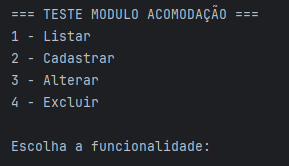 === TESTE MODULO ACOMODAÇÃO ===
1 - Listar
2 - Cadastrar
3 - Alterar
4 - Excluir
Escolha a funcionalidade: